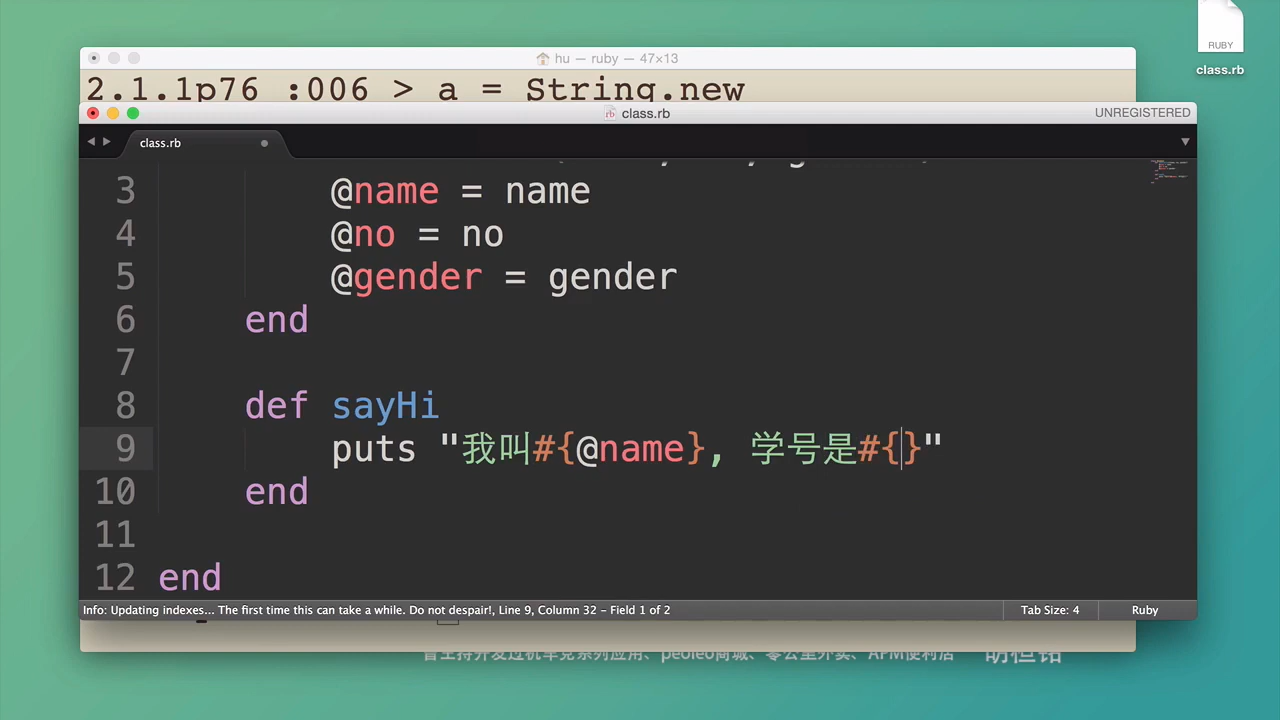 RUBY
class.rb
hu — ruby — 47×13
2.1.1p76 :006 > a = String.new
class.rb
UNREGISTERED
class.rb
3 @name = name
4 @no = no
5 @gender = gender
6 end
7
8 def sayHi
9 puts "我叫#{@name}, 学号是#{}"
10 end
11
12 end
Info: Updating indexes... The first time this can take a while. Do not despair!, Line 9, Column 32 – Field 1 of 2
Tab Size: 4
Ruby